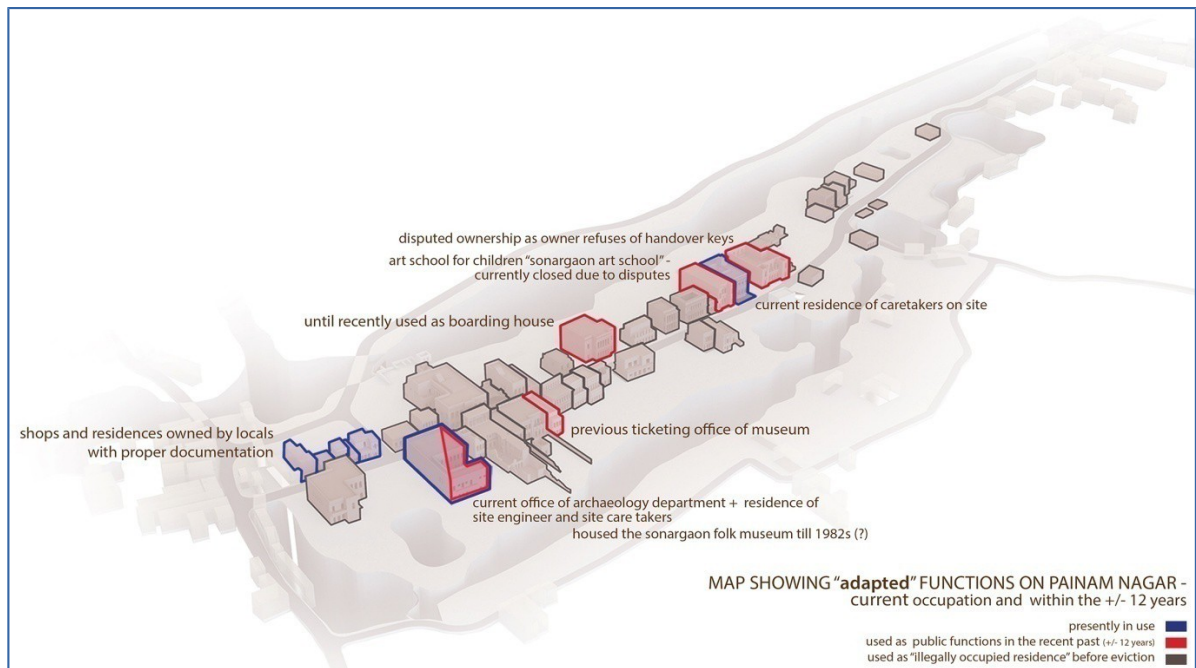 disputed ownership as owner refuses of handover keys
art school for children "sonargaon art school" -
currently closed due to disputes
current residence of caretakers on site
until recently used as boarding house
previous ticketing office of museum
shops and residences owned by locals
with proper documentation
current office of archaeology department + residence of
site engineer and site care takers
housed the sonargaon folk museum till 1982s (?)
MAP SHOWING "adapted" FUNCTIONS ON PAINAM NAGAR -
current occupation and within the +/- 12 years
presently in use
used as public functions in the recent past (+/- 12 years)
used as "illegally occupied residence" before eviction